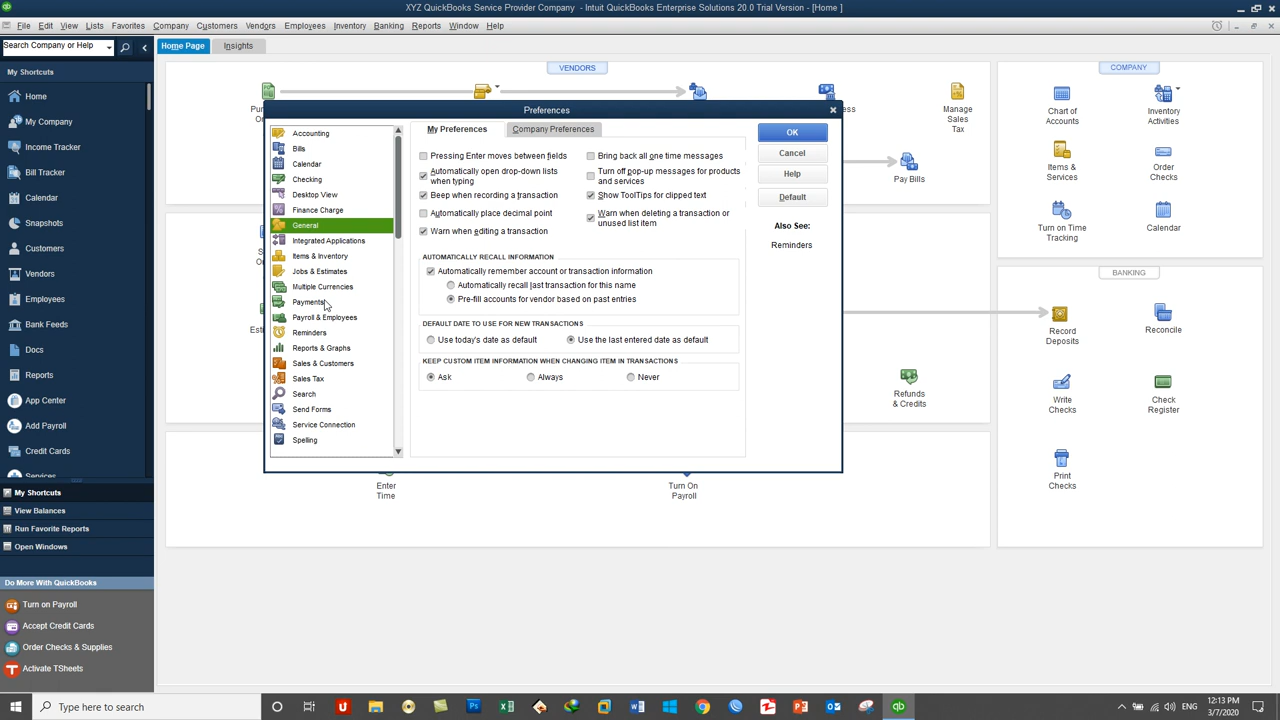 XYZ QuickBooks Service Provider Company - Intuit QuickBooks Enterprise Solutions 20.0 Trial Version - [Home ]
File Edit View Lists Favorites Company Customers Vendors Employees Inventory Banking Reports Window Help
Search Company or Help
Home Page Insights
My Shortcuts
Home
My Company
Income Tracker
Bill Tracker
Calendar
Snapshots
Customers
Vendors
Employees
Bank Feeds
Docs
Reports
App Center
Add Payroll
Credit Cards
Services
My Shortcuts
View Balances
Run Favorite Reports
Open Windows
Do More With QuickBooks
Turn on Payroll
Accept Credit Cards
Order Checks & Supplies
Activate TSheets
VENDORS
Manage
Sales
Tax
Pay Bills
Refunds
& Credits
Enter
Time
Turn On
Payroll
COMPANY
Chart of
Accounts
Inventory
Activities
Items &
Services
Order
Checks
Turn on Time
Tracking
Calendar
BANKING
Record
Deposits
Reconcile
Write
Checks
Check
Register
Print
Checks
Preferences
Accounting
Bills
Calendar
Checking
Desktop View
Finance Charge
General
Integrated Applications
Items & Inventory
Jobs & Estimates
Multiple Currencies
Payments
Payroll & Employees
Reminders
Reports & Graphs
Sales & Customers
Sales Tax
Search
Send Forms
Service Connection
Spelling
My Preferences Company Preferences
Pressing Enter moves between fields
Automatically open drop-down lists
when typing
Beep when recording a transaction
Automatically place decimal point
Warn when editing a transaction
Bring back all one time messages
Turn off pop-up messages for products
and services
Show ToolTips for clipped text
Warn when deleting a transaction or
unused list item
AUTOMATICALLY RECALL INFORMATION
Automatically remember account or transaction information
Automatically recall last transaction for this name
Pre-fill accounts for vendor based on past entries
DEFAULT DATE TO USE FOR NEW TRANSACTIONS
Use today's date as default Use the last entered date as default
KEEP CUSTOM ITEM INFORMATION WHEN CHANGING ITEM IN TRANSACTIONS
Ask Always Never
OK
Cancel
Help
Default
Also See:
Reminders
Type here to search
12:13 PM
3/7/2020